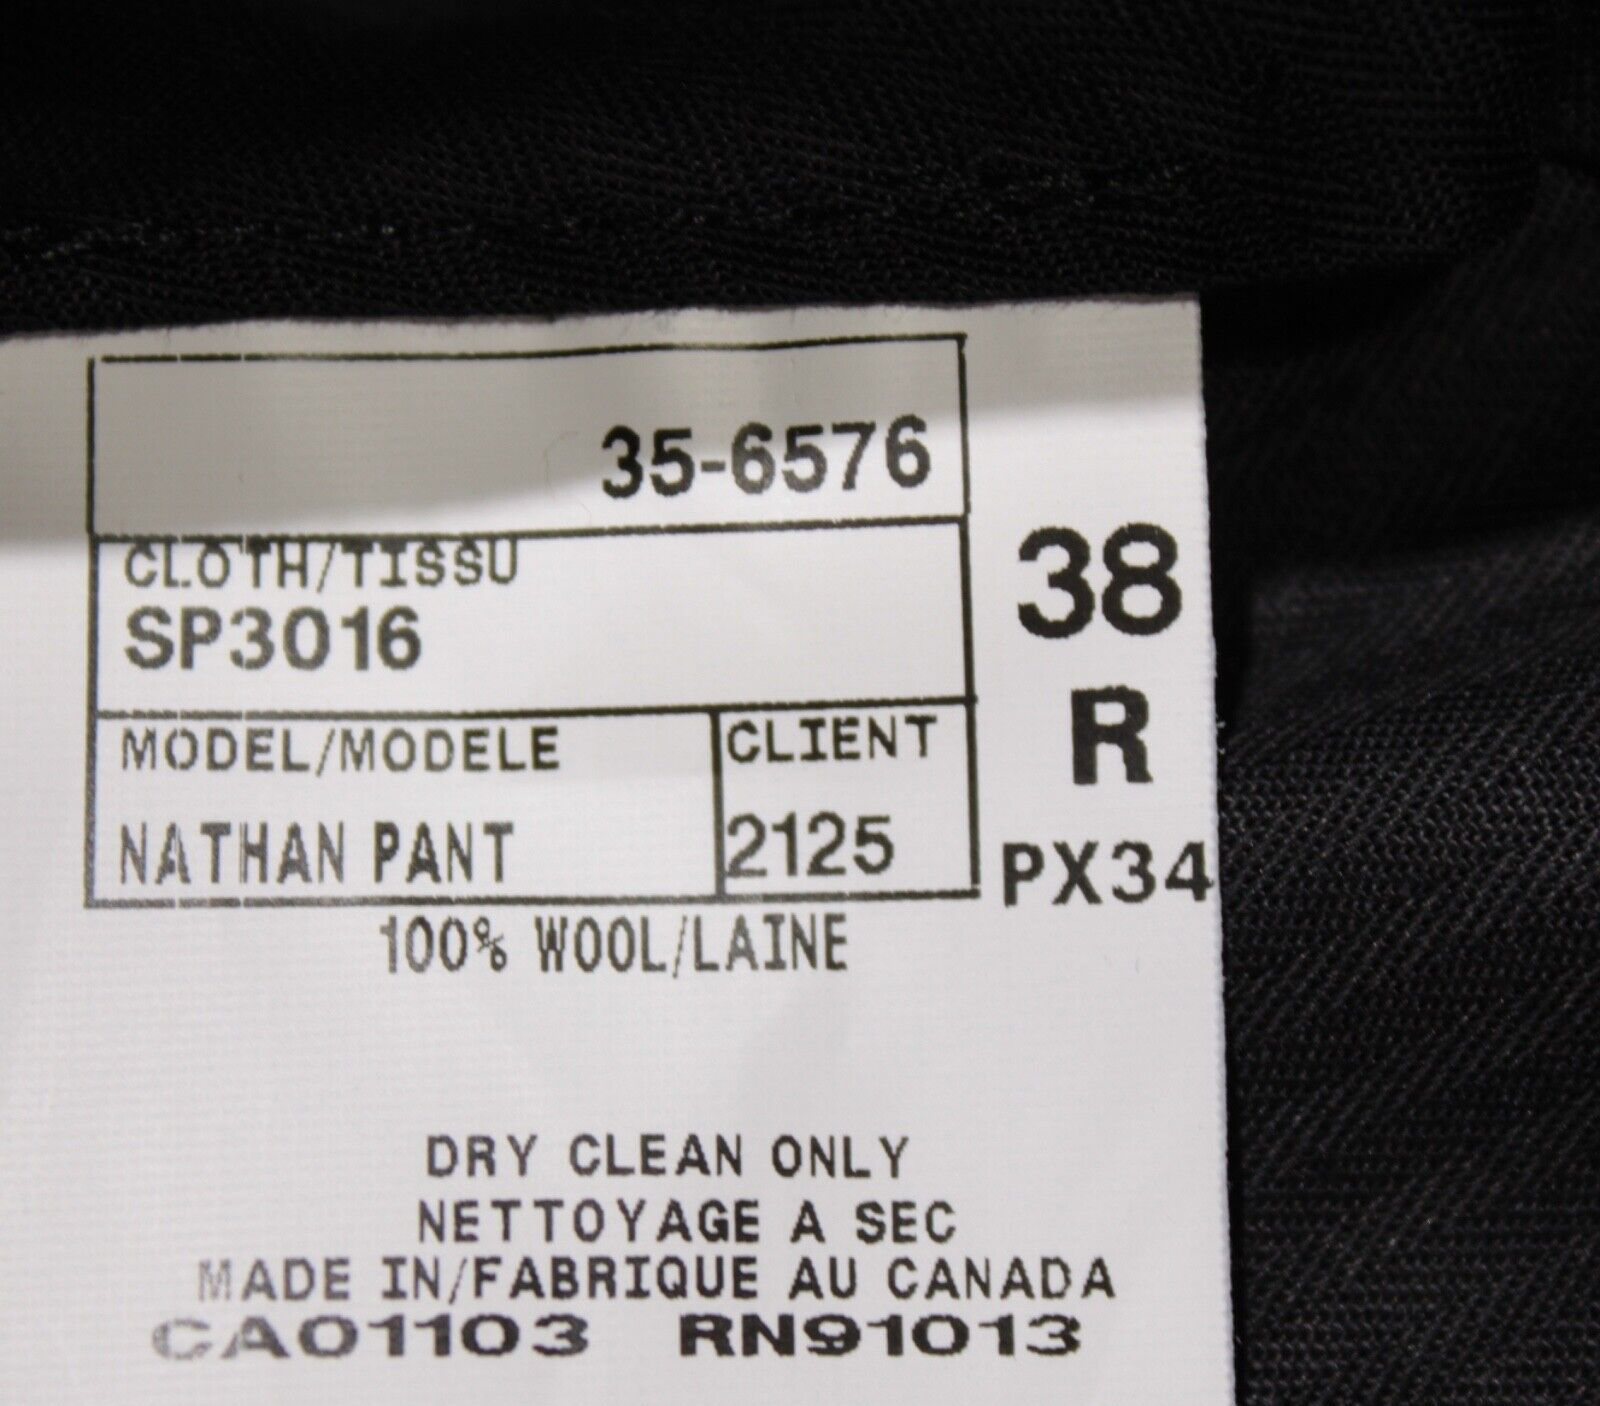 35-6576
CLOTH/TISSU
SP3016
38
R
MODEL/MODELE
CLIENT
NATHAN PANT
2125
PX34
100% WOOL/LAINE
DRY CLEAN ONLY
NETTOYAGE A SEC
MADE IN/FABRIQUE AU CANADA
CA01103 RN91013